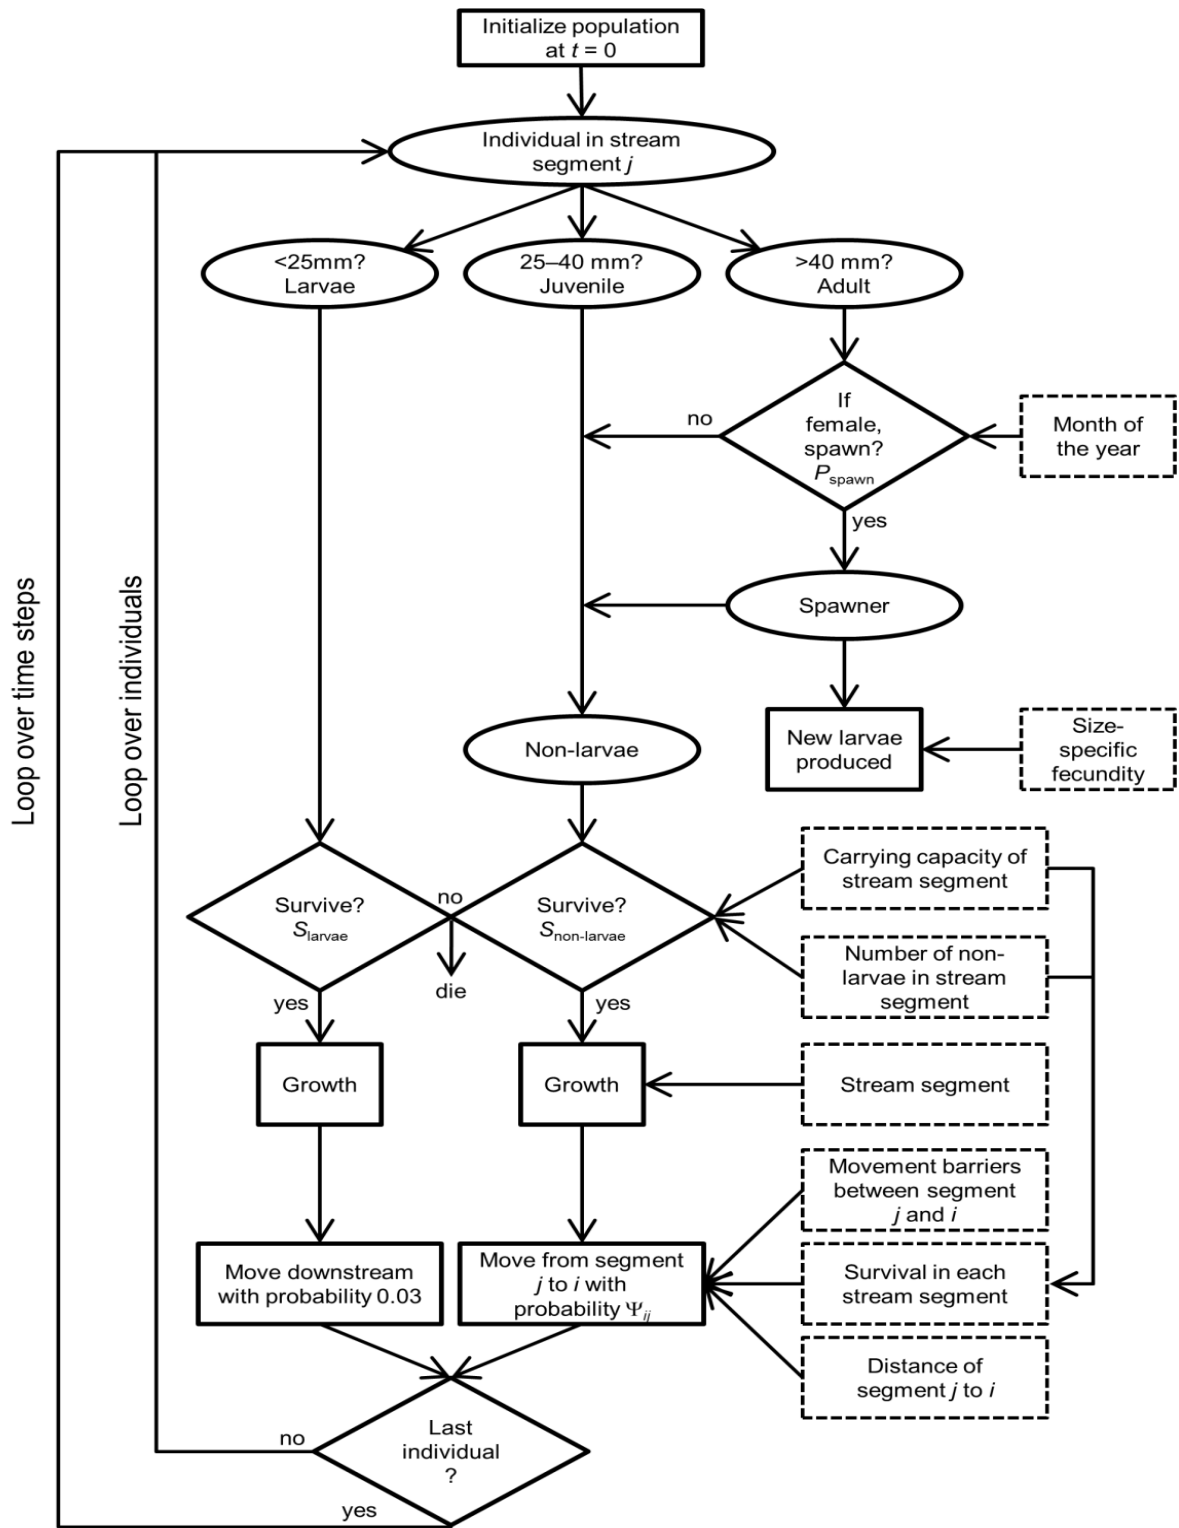 Initialize population
at t = 0
Individual in stream
segment j
<25mm?
Larvae
25–40 mm?
Juvenile
>40 mm?
Adult
If
female,
spawn?
P spawn
no
yes
Month of
the year
Spawner
New larvae
produced
Size-
specific
fecundity
Non-larvae
Loop over time steps
Loop over individuals
Survive?
S larvae
no
die
Survive?
S non-larvae
Carrying capacity of
stream segment
Number of non-
larvae in stream
segment
yes
yes
Growth
Growth
Stream segment
Movement barriers
between segment
j and i
Move downstream
with probability 0.03
Move from segment
j to i with
probability Ψij
Survival in each
stream segment
Distance of
segment j to i
Last
individual
?
no
yes